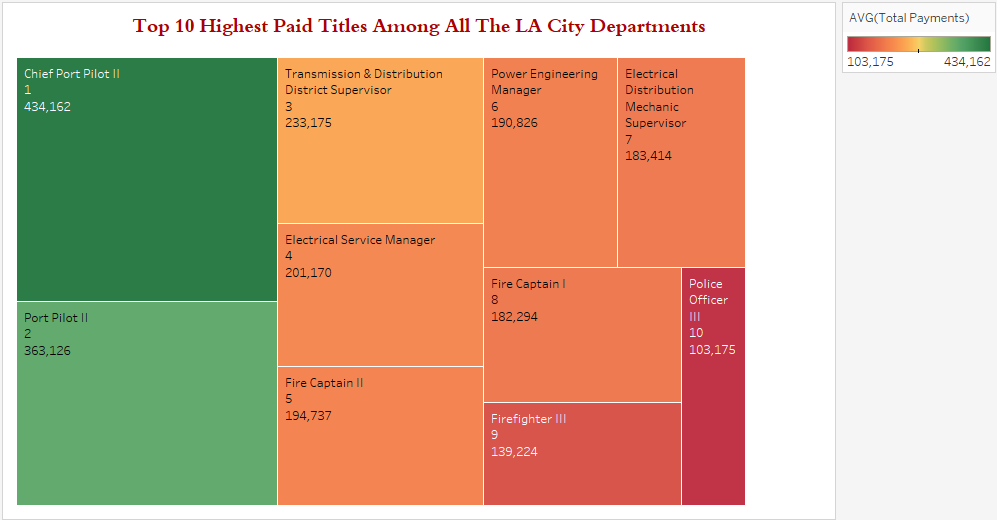 Top 10 Highest Paid Titles Among All The LA City Departments
AVG(Total Payments)
103,175
434,162
Chief Port Pilot II
1
434,162
Port Pilot II
2
363,126
Transmission & Distribution
District Supervisor
3
233,175
Electrical Service Manager
4
201,170
Fire Captain II
5
194,737
Power Engineering
Manager
6
190,826
Electrical
Distribution
Mechanic
Supervisor
7
183,414
Fire Captain I
8
182,294
Firefighter III
9
139,224
Police
Officer
III
10
103,175